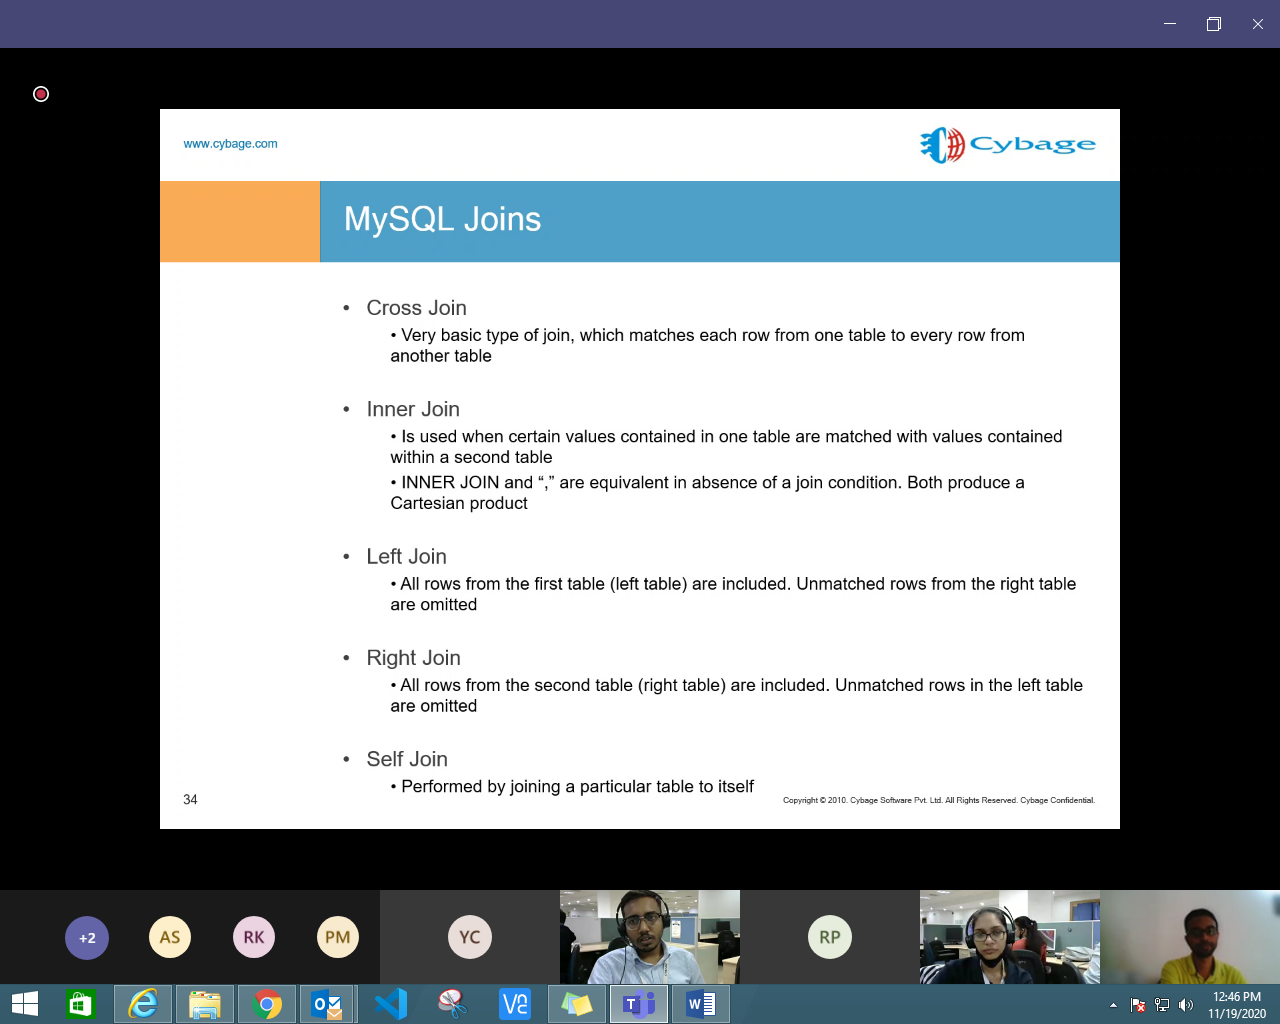 www.cybage.com
Cybage
MySQL Joins
• Cross Join
• Very basic type of join, which matches each row from one table to every row from
another table
• Inner Join
• Is used when certain values contained in one table are matched with values contained
within a second table
• INNER JOIN and “,” are equivalent in absence of a join condition. Both produce a
Cartesian product
• Left Join
• All rows from the first table (left table) are included. Unmatched rows from the right table
are omitted
• Right Join
• All rows from the second table (right table) are included. Unmatched rows in the left table
are omitted
• Self Join
• Performed by joining a particular table to itself
34
Copyright © 2010. Cybage Software Pvt. Ltd. All Rights Reserved. Cybage Confidential.
+2
AS
RK
PM
YC
RP
12:46 PM
11/19/2020